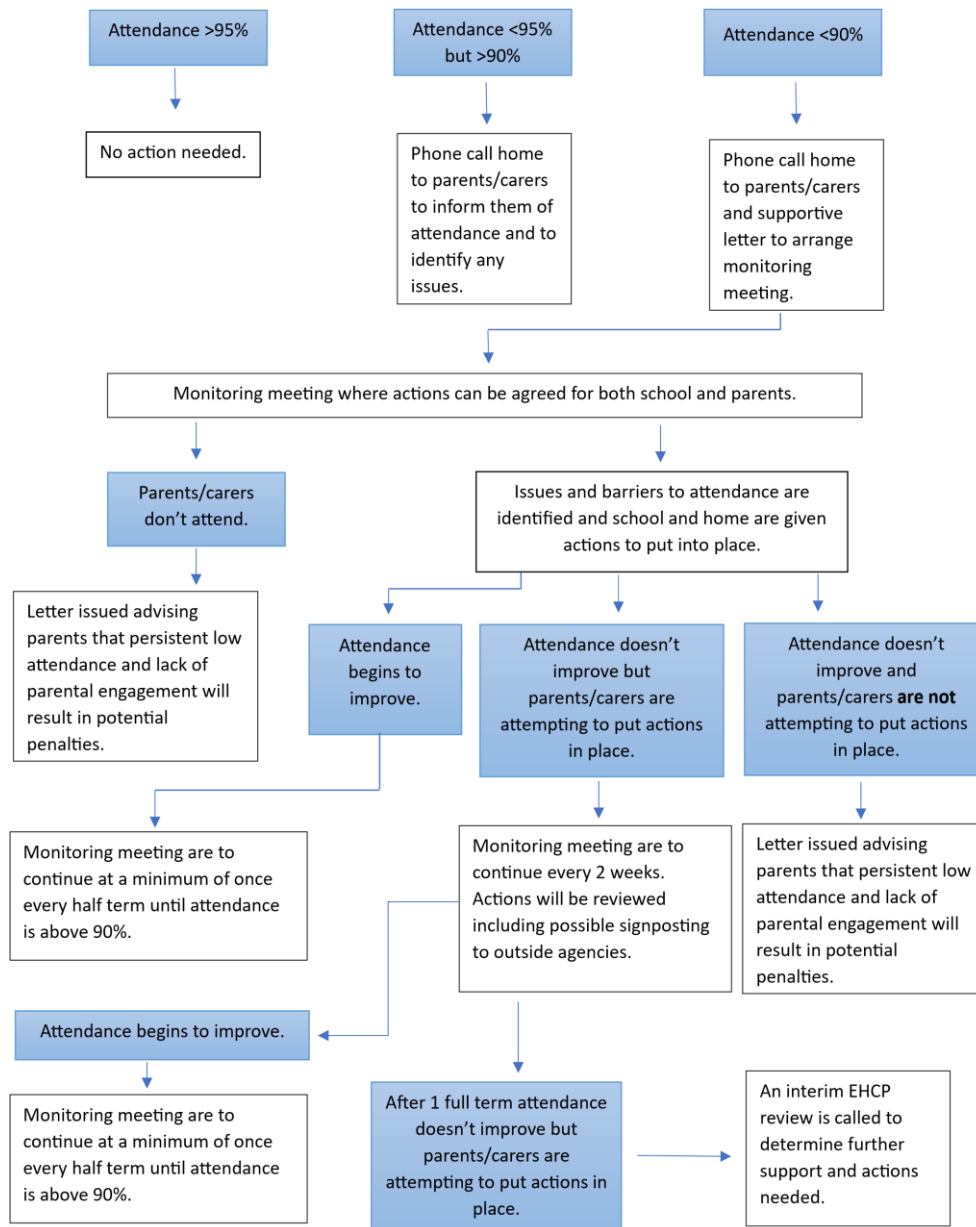 Attendance >95%
Attendance <95%
but >90%
Attendance <90%
No action needed.
Phone call home
to parents/carers
to inform them of
attendance and to
identify any
issues.
Phone call home
to parents/carers
and supportive
letter to arrange
monitoring
meeting.
Monitoring meeting where actions can be agreed for both school and parents.
Parents/carers
don’t attend.
Issues and barriers to attendance are
identified and school and home are given
actions to put into place.
Letter issued advising
parents that persistent low
attendance and lack of
parental engagement will
result in potential
penalties.
Attendance
begins to
improve.
Attendance doesn’t
improve but
parents/carers are
attempting to put actions
in place.
Attendance doesn’t
improve and
parents/carers are not
attempting to put actions
in place.
Monitoring meeting are to
continue at a minimum of once
every half term until attendance
is above 90%.
Monitoring meeting are to
continue every 2 weeks.
Actions will be reviewed
including possible signposting
to outside agencies.
Letter issued advising
parents that persistent low
attendance and lack of
parental engagement will
result in potential
penalties.
Attendance begins to improve.
Monitoring meeting are to
continue at a minimum of once
every half term until attendance
is above 90%.
After 1 full term attendance
doesn’t improve but
parents/carers are
attempting to put actions in
place.
An interim EHCP
review is called to
determine further
support and actions
needed.